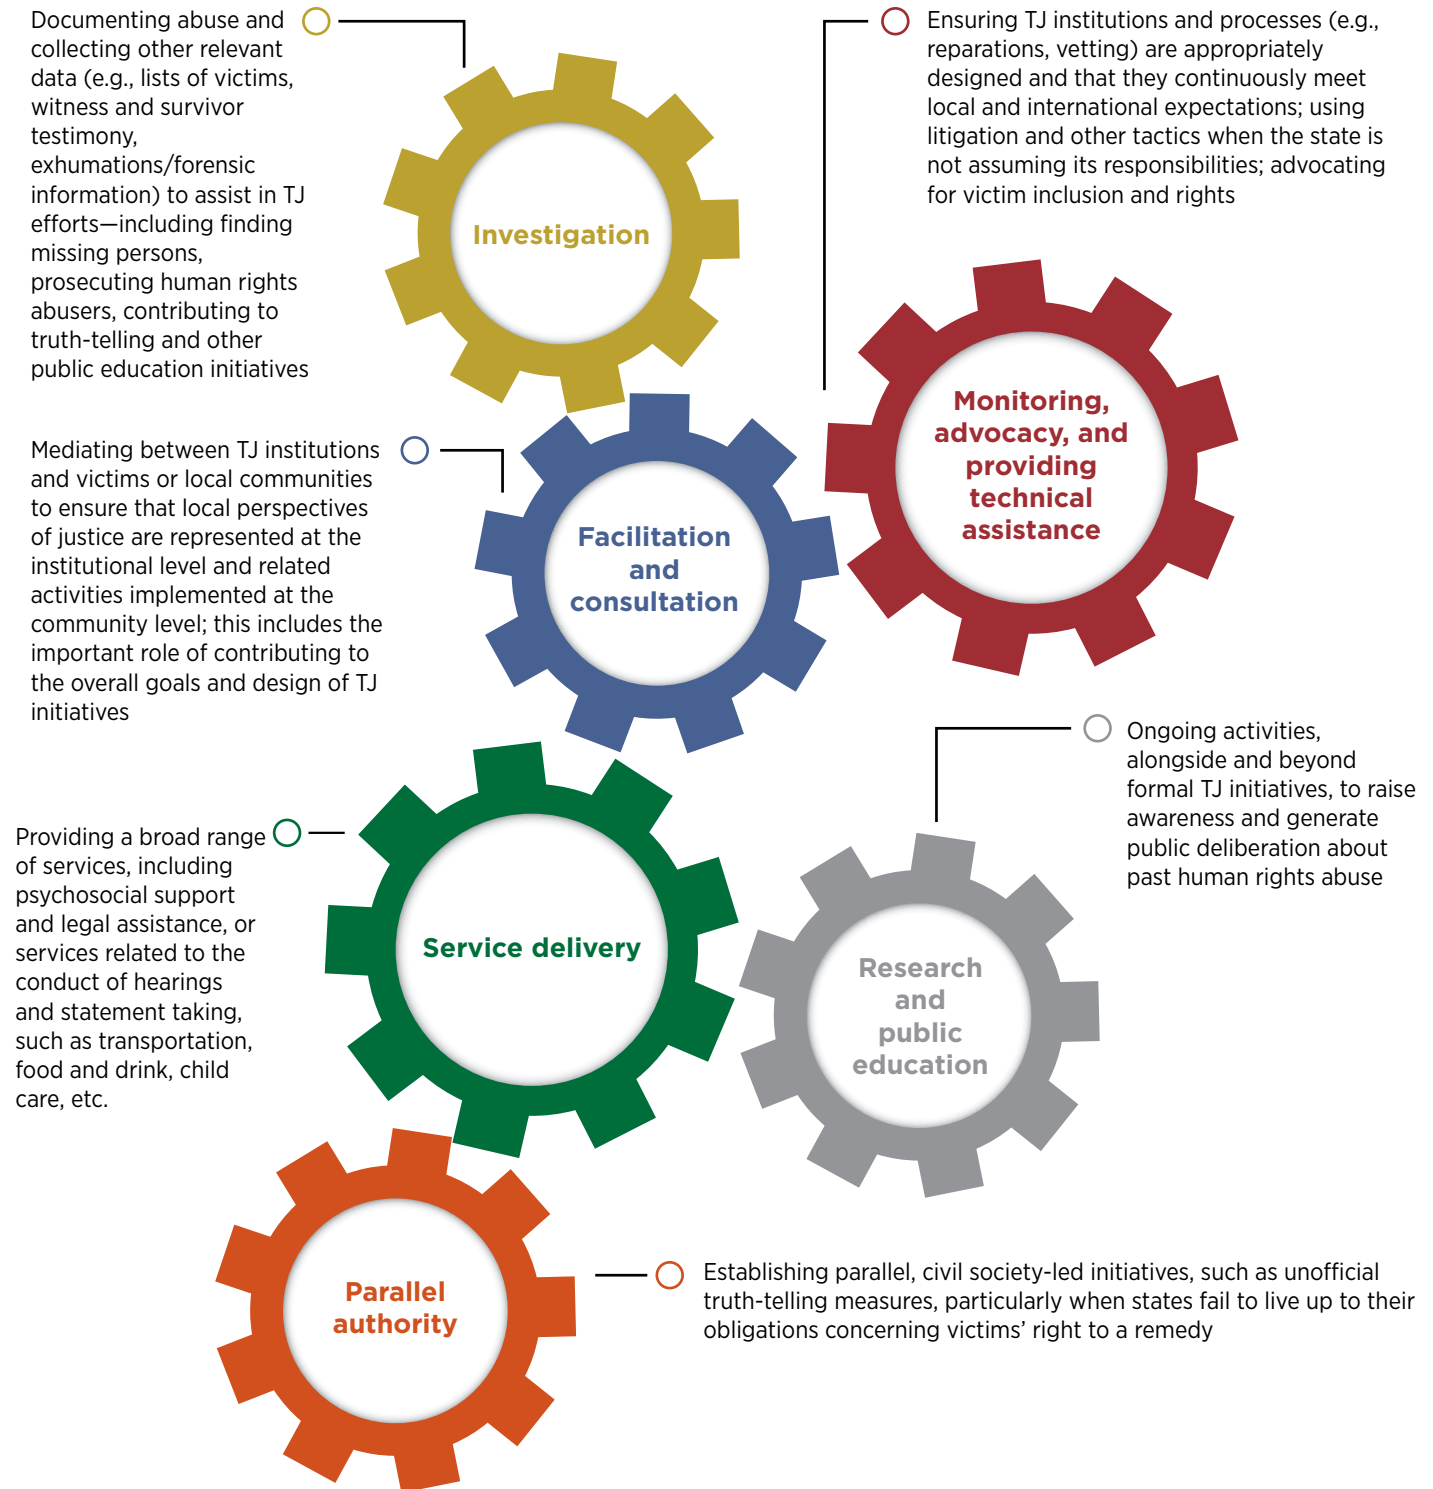 Documenting abuse and
collecting other relevant
data (e.g., lists of victims,
witness and survivor
testimony,
exhumations/forensic
information) to assist in TJ
efforts—including finding
missing persons,
prosecuting human rights
abusers, contributing to
truth-telling and other
public education initiatives
Investigation
Ensuring TJ institutions and processes (e.g.,
reparations, vetting) are appropriately
designed and that they continuously meet
local and international expectations; using
litigation and other tactics when the state is
not assuming its responsibilities; advocating
for victim inclusion and rights
Monitoring,
advocacy, and
providing
technical
assistance
Mediating between TJ institutions
and victims or local communities
to ensure that local perspectives
of justice are represented at the
institutional level and related
activities implemented at the
community level; this includes the
important role of contributing to
the overall goals and design of TJ
initiatives
Facilitation
and
consultation
Ongoing activities,
alongside and beyond
formal TJ initiatives, to raise
awareness and generate
public deliberation about
past human rights abuse
Research
and
public
education
Providing a broad range
of services, including
psychosocial support
and legal assistance, or
services related to the
conduct of hearings
and statement taking,
such as transportation,
food and drink, child
care, etc.
Service delivery
Parallel
authority
Establishing parallel, civil society-led initiatives, such as unofficial
truth-telling measures, particularly when states fail to live up to their
obligations concerning victims’ right to a remedy